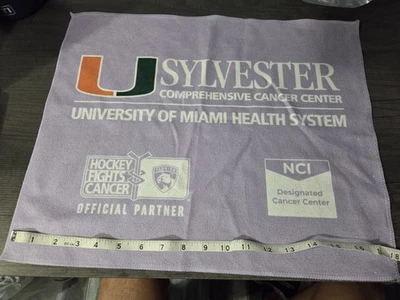 U SYLVESTER
COMPREHENSIVE CANCER CENTER
UNIVERSITY OF MIAMI HEALTH SYSTEM
HOCKEY
FIGHTS
CANCER
OFFICIAL PARTNER
NCI
Designated
Cancer Center
1 2 3 4 5 6 7 8 9 10 11 12 13 14 15 16